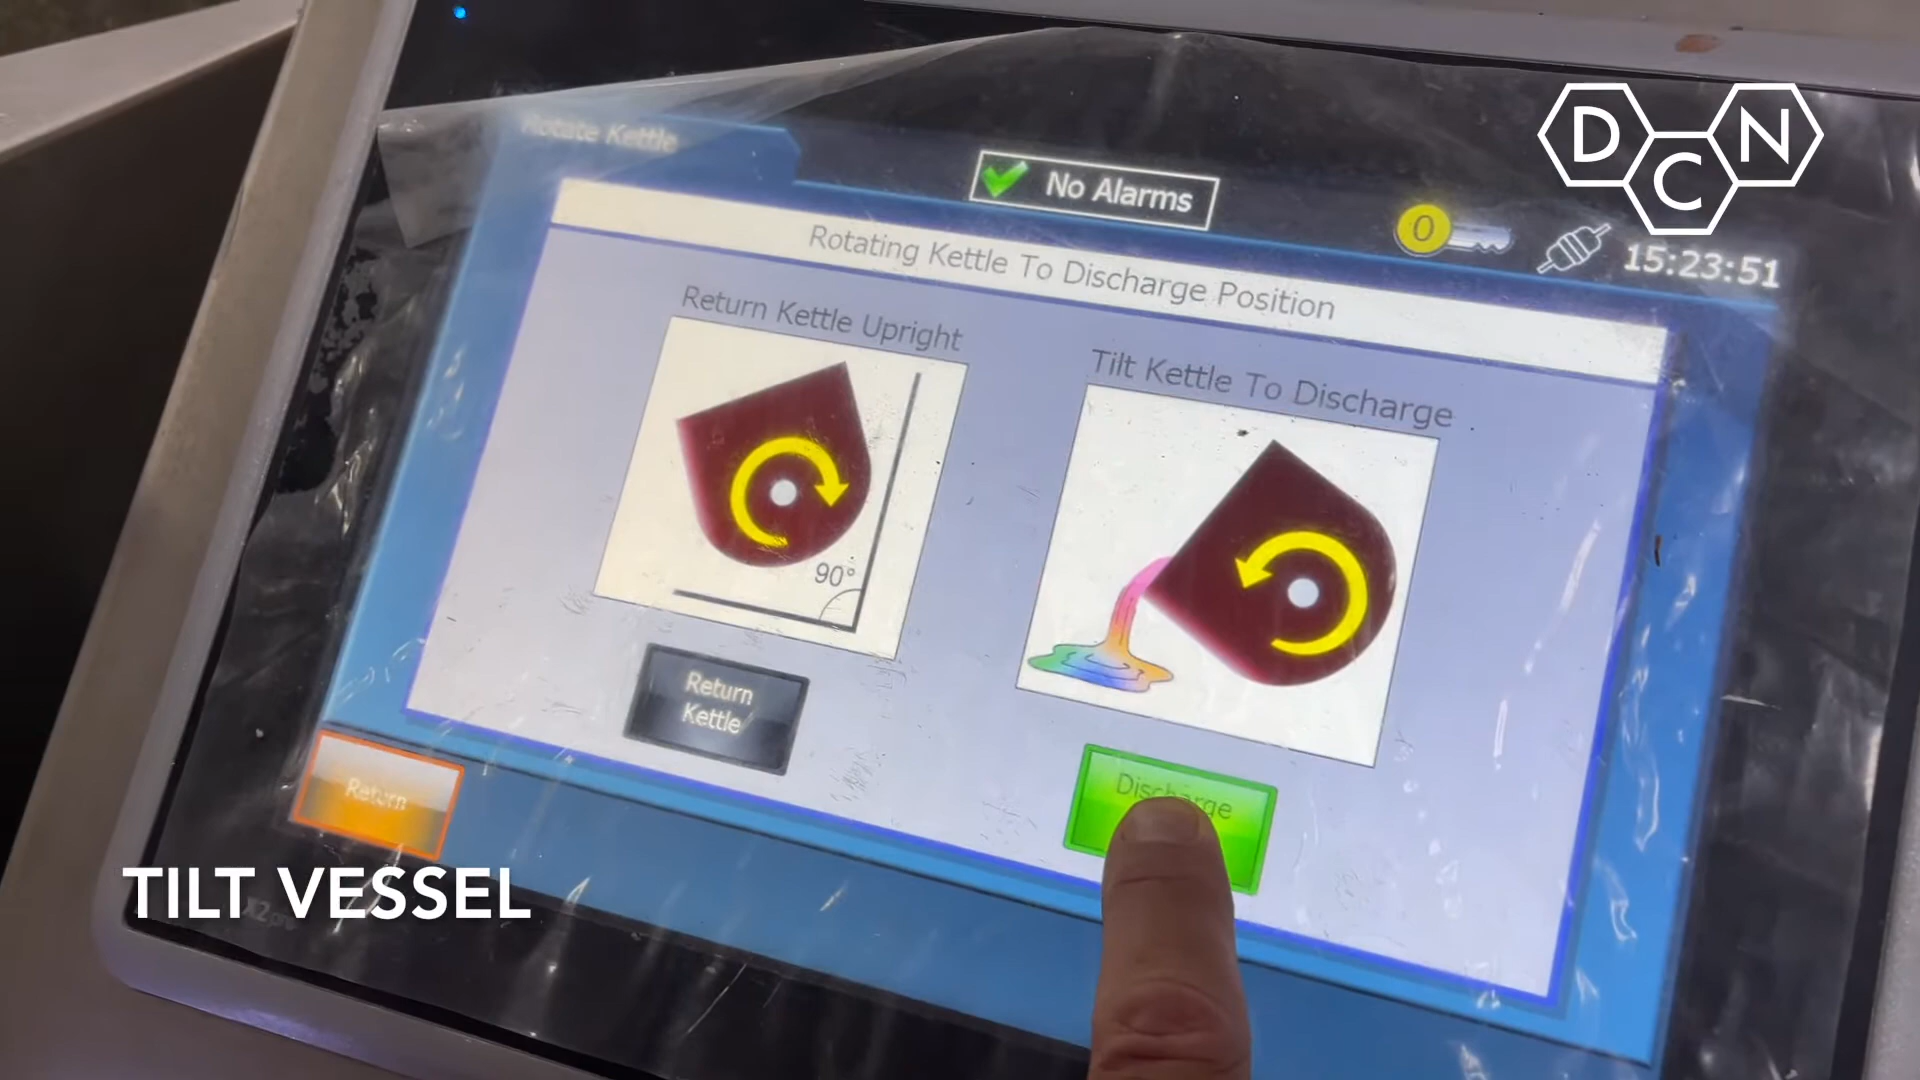 Rotate Kettle
No Alarms
0
15:23:51
Rotating Kettle To Discharge Position
Return Kettle Upright
Tilt Kettle To Discharge
90°
Return
Kettle
Discharge
Return
TILT VESSEL
DCN